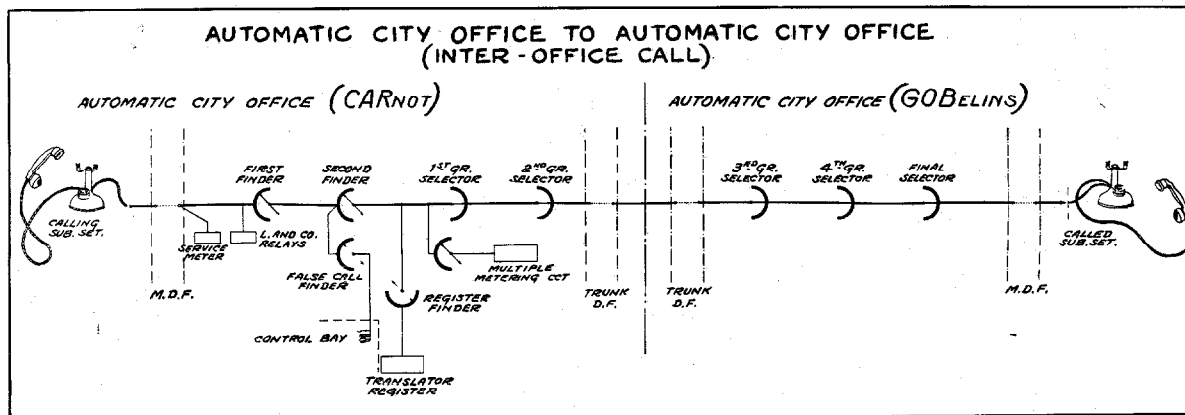 AUTOMATIC CITY OFFICE TO AUTOMATIC CITY OFFICE
(INTER-OFFICE CALL)
AUTOMATIC CITY OFFICE (CARNOT)
AUTOMATIC CITY OFFICE (GOBELINS)
FIRST
FINDER
SECOND
FINDER
1ST GR.
SELECTOR
2ND GR.
SELECTOR
3RD GR.
SELECTOR
4TH GR.
SELECTOR
FINAL
SELECTOR
CALLING
SUB. SET.
SERVICE
METER
L. AND CO.
RELAYS
FALSE CALL
FINDER
MULTIPLE
METERING CCT
REGISTER
FINDER
CALLED
SUB. SET.
M.D.F.
TRUNK
D.F.
TRUNK
D.F.
M.D.F.
CONTROL BAY
TRANSLATOR
REGISTER